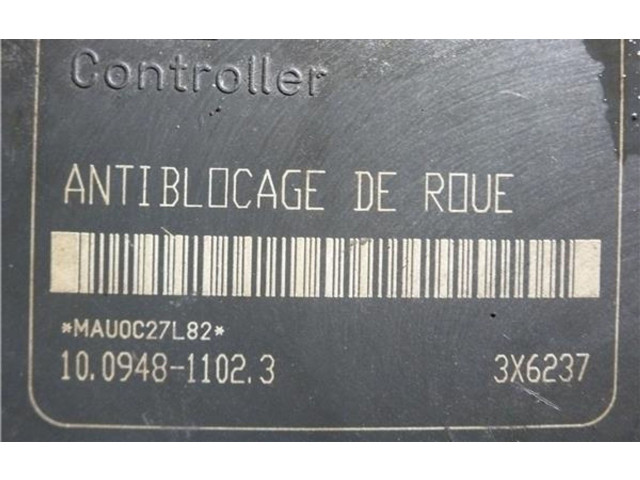 Controller
ANTIBLOCAGE DE ROUE
*MAU0C27L82*
10.0948-1102.3 3X6237